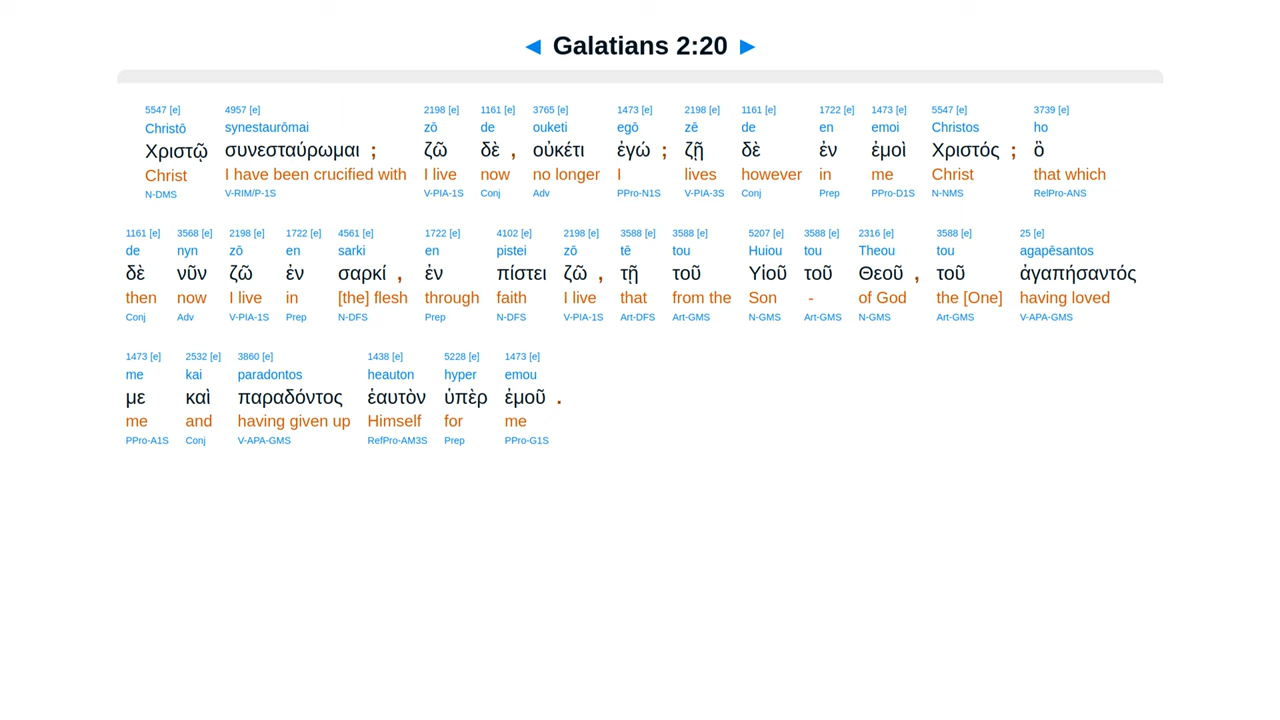 ◄ Galatians 2:20 ►
5547 [e] 4957 [e] 2198 [e] 1161 [e] 3765 [e] 1473 [e] 2198 [e] 1161 [e] 1722 [e] 1473 [e] 5547 [e] 3739 [e]
Christō synestaurōmai zō de ouketi egō zē de en emoi Christos ho
Χριστῷ συνεσταύρωμαι ; ζῶ δὲ , οὐκέτι ἐγώ ; ζῇ δὲ ἐν ἐμοὶ Χριστός ; ὃ
Christ I have been crucified with I live now no longer I lives however in me Christ that which
N-DMS V-RIM/P-1S V-PIA-1S Conj Adv PPro-N1S V-PIA-3S Conj Prep PPro-D1S N-NMS RelPro-ANS
1161 [e] 3568 [e] 2198 [e] 1722 [e] 4561 [e] 1722 [e] 4102 [e] 2198 [e] 3588 [e] 3588 [e] 5207 [e] 3588 [e] 2316 [e] 3588 [e] 25 [e]
de nyn zō en sarki en pistei zō tē tou Huiou tou Theou tou agapēsantos
δὲ νῦν ζῶ ἐν σαρκί , ἐν πίστει ζῶ , τῇ τοῦ Υἱοῦ τοῦ Θεοῦ , τοῦ ἀγαπήσαντός
then now I live in [the] flesh through faith I live that from the Son - of God the [One] having loved
Conj Adv V-PIA-1S Prep N-DFS Prep N-DFS V-PIA-1S Art-DFS Art-GMS N-GMS Art-GMS N-GMS Art-GMS V-APA-GMS
1473 [e] 2532 [e] 3860 [e] 1438 [e] 5228 [e] 1473 [e]
me kai paradontos heauton hyper emou
με καὶ παραδόντος ἑαυτὸν ὑπὲρ ἐμοῦ .
me and having given up Himself for me
PPro-A1S Conj V-APA-GMS RefPro-AM3S Prep PPro-G1S